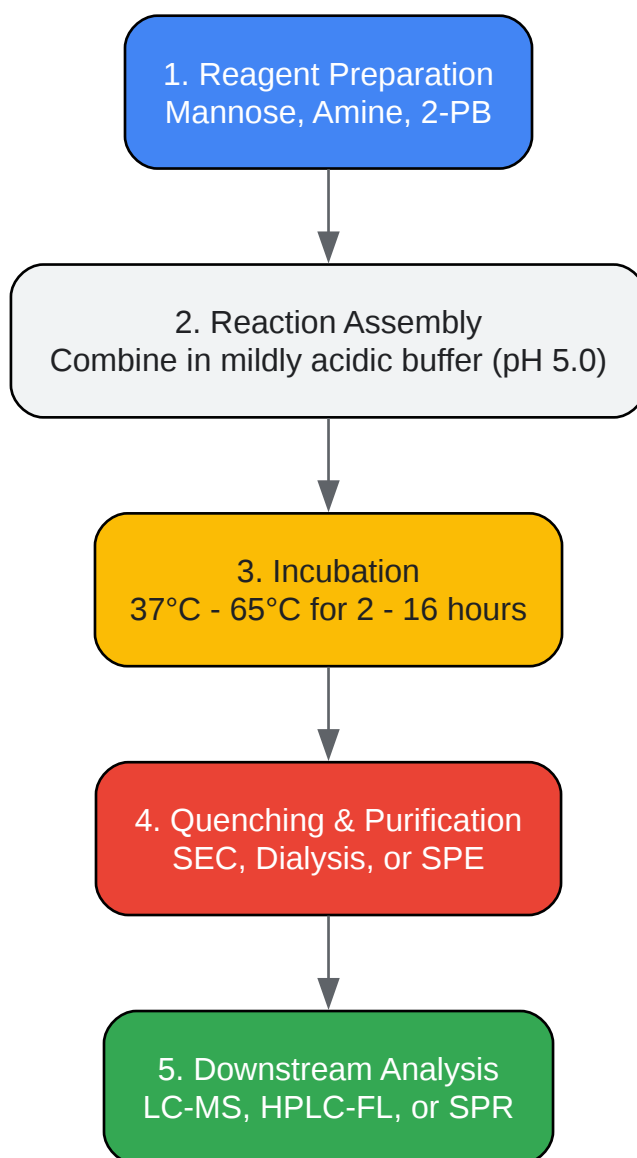 1. Reagent Preparation
Mannose, Amine, 2-PB
2. Reaction Assembly
Combine in mildly acidic buffer (pH 5.0)
3. Incubation
37°C - 65°C for 2 - 16 hours
4. Quenching & Purification
SEC, Dialysis, or SPE
5. Downstream Analysis
LC-MS, HPLC-FL, or SPR